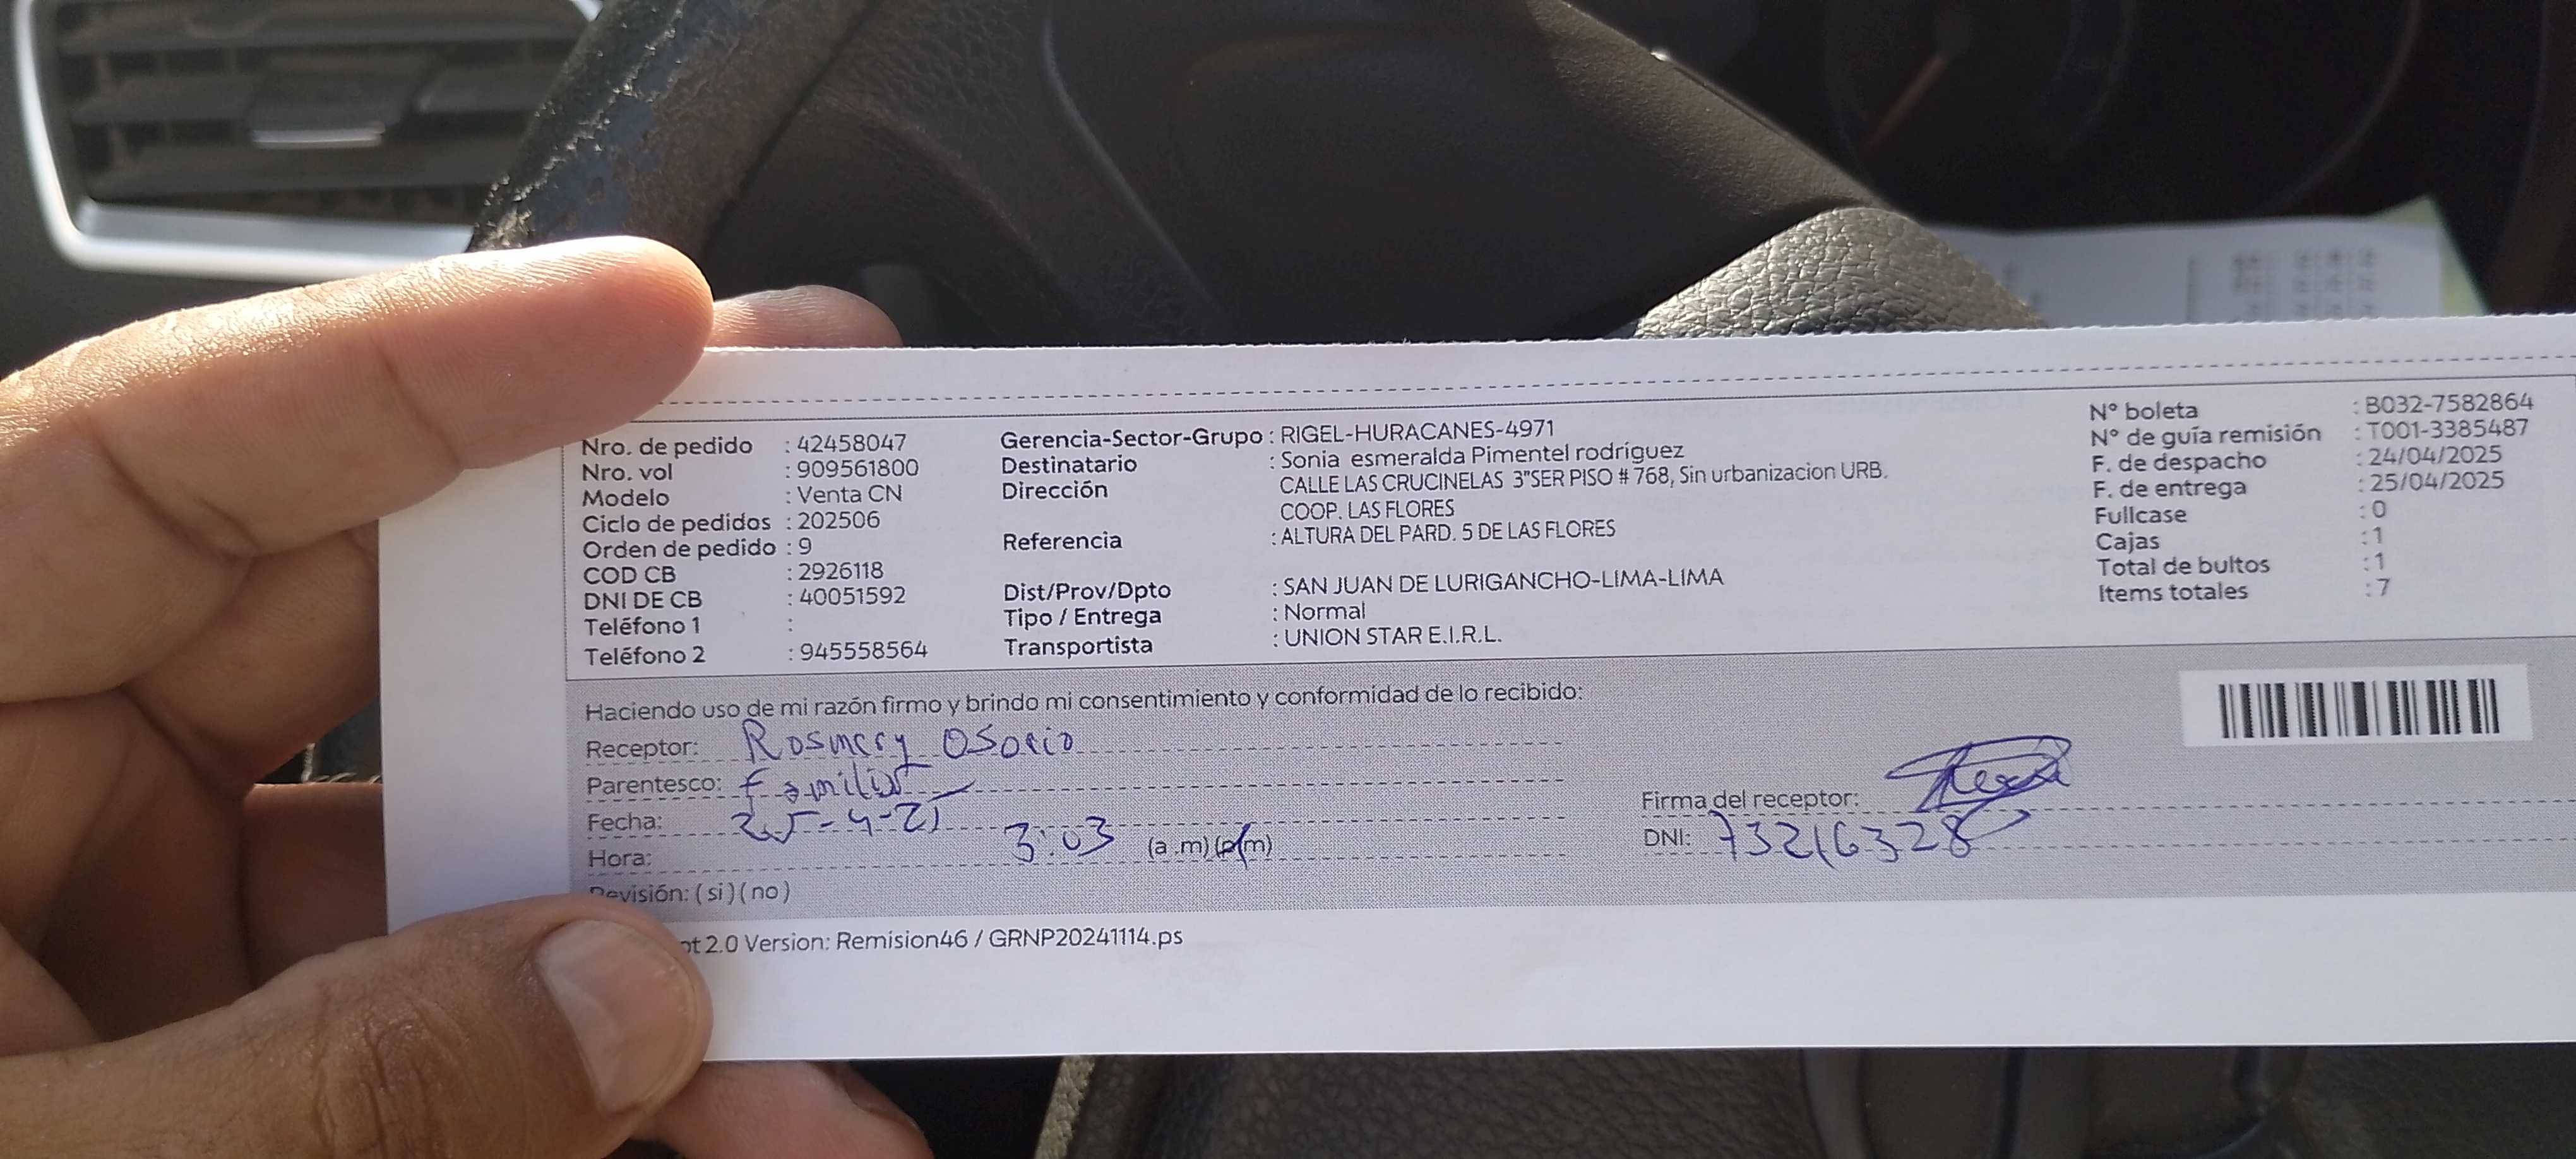 Nro. de pedido : 42458047
Nro. vol : 909561800
Modelo : Venta CN
Ciclo de pedidos : 202506
Orden de pedido : 9
COD CB : 2926118
DNI DE CB : 40051592
Teléfono 1 :
Teléfono 2 : 945558564
Gerencia-Sector-Grupo : RIGEL-HURACANES-4971
Destinatario : Sonia esmeralda Pimentel rodríguez
Dirección CALLE LAS CRUCINELAS 3"SER PISO # 768, Sin urbanizacion URB.
COOP. LAS FLORES
Referencia : ALTURA DEL PARD. 5 DE LAS FLORES
Dist/Prov/Dpto : SAN JUAN DE LURIGANCHO-LIMA-LIMA
Tipo / Entrega : Normal
Transportista : UNION STAR E.I.R.L.
N° boleta : B032-7582864
N° de guía remisión : T001-3385487
F. de despacho : 24/04/2025
F. de entrega : 25/04/2025
Fullcase : 0
Cajas : 1
Total de bultos : 1
Items totales : 7
Haciendo uso de mi razón firmo y brindo mi consentimiento y conformidad de lo recibido:
Receptor: Rosmery Osorio
Parentesco: familiar
Fecha: 25-4-25
Hora: 3:03 (a .m) (p.m)
Revisión: ( si ) ( no )
Firma del receptor:
DNI: 73216328
2.0 Version: Remision46 / GRNP20241114.ps